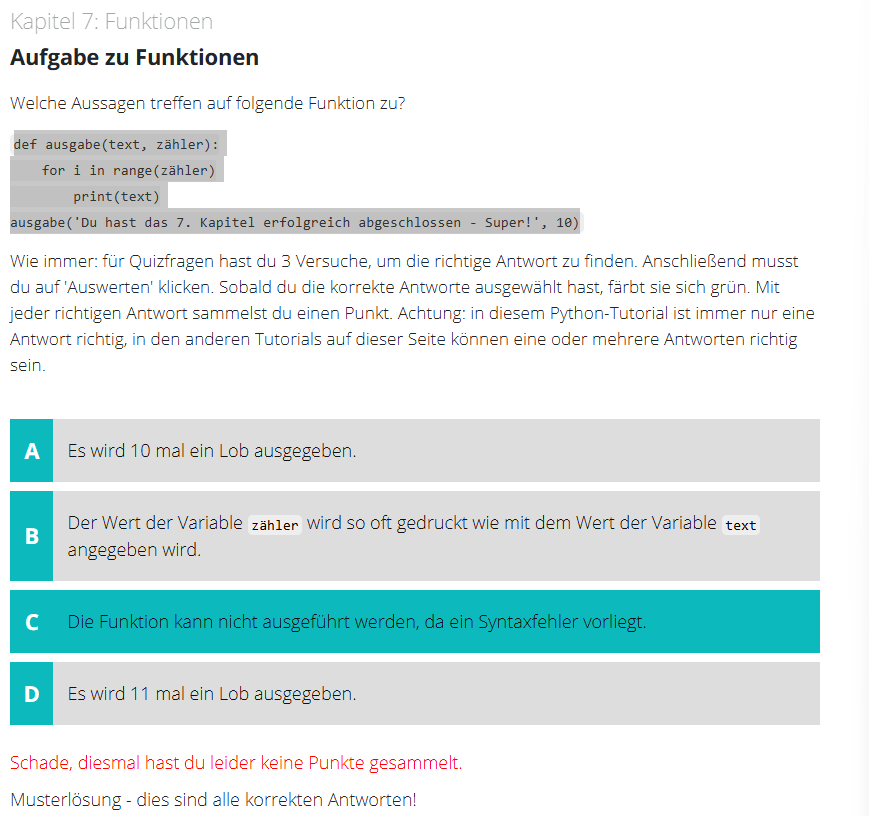 Kapitel 7: Funktionen
Aufgabe zu Funktionen
Welche Aussagen treffen auf folgende Funktion zu?
def ausgabe(text, zähler):
    for i in range(zähler)
        print(text)
ausgabe('Du hast das 7. Kapitel erfolgreich abgeschlossen - Super!', 10)
Wie immer: für Quizfragen hast du 3 Versuche, um die richtige Antwort zu finden. Anschließend musst
du auf 'Auswerten' klicken. Sobald du die korrekte Antworte ausgewählt hast, färbt sie sich grün. Mit
jeder richtigen Antwort sammelst du einen Punkt. Achtung: in diesem Python-Tutorial ist immer nur eine
Antwort richtig, in den anderen Tutorials auf dieser Seite können eine oder mehrere Antworten richtig
sein.
A Es wird 10 mal ein Lob ausgegeben.
B Der Wert der Variable zähler wird so oft gedruckt wie mit dem Wert der Variable text
angegeben wird.
C Die Funktion kann nicht ausgeführt werden, da ein Syntaxfehler vorliegt.
D Es wird 11 mal ein Lob ausgegeben.
Schade, diesmal hast du leider keine Punkte gesammelt.
Musterlösung - dies sind alle korrekten Antworten!